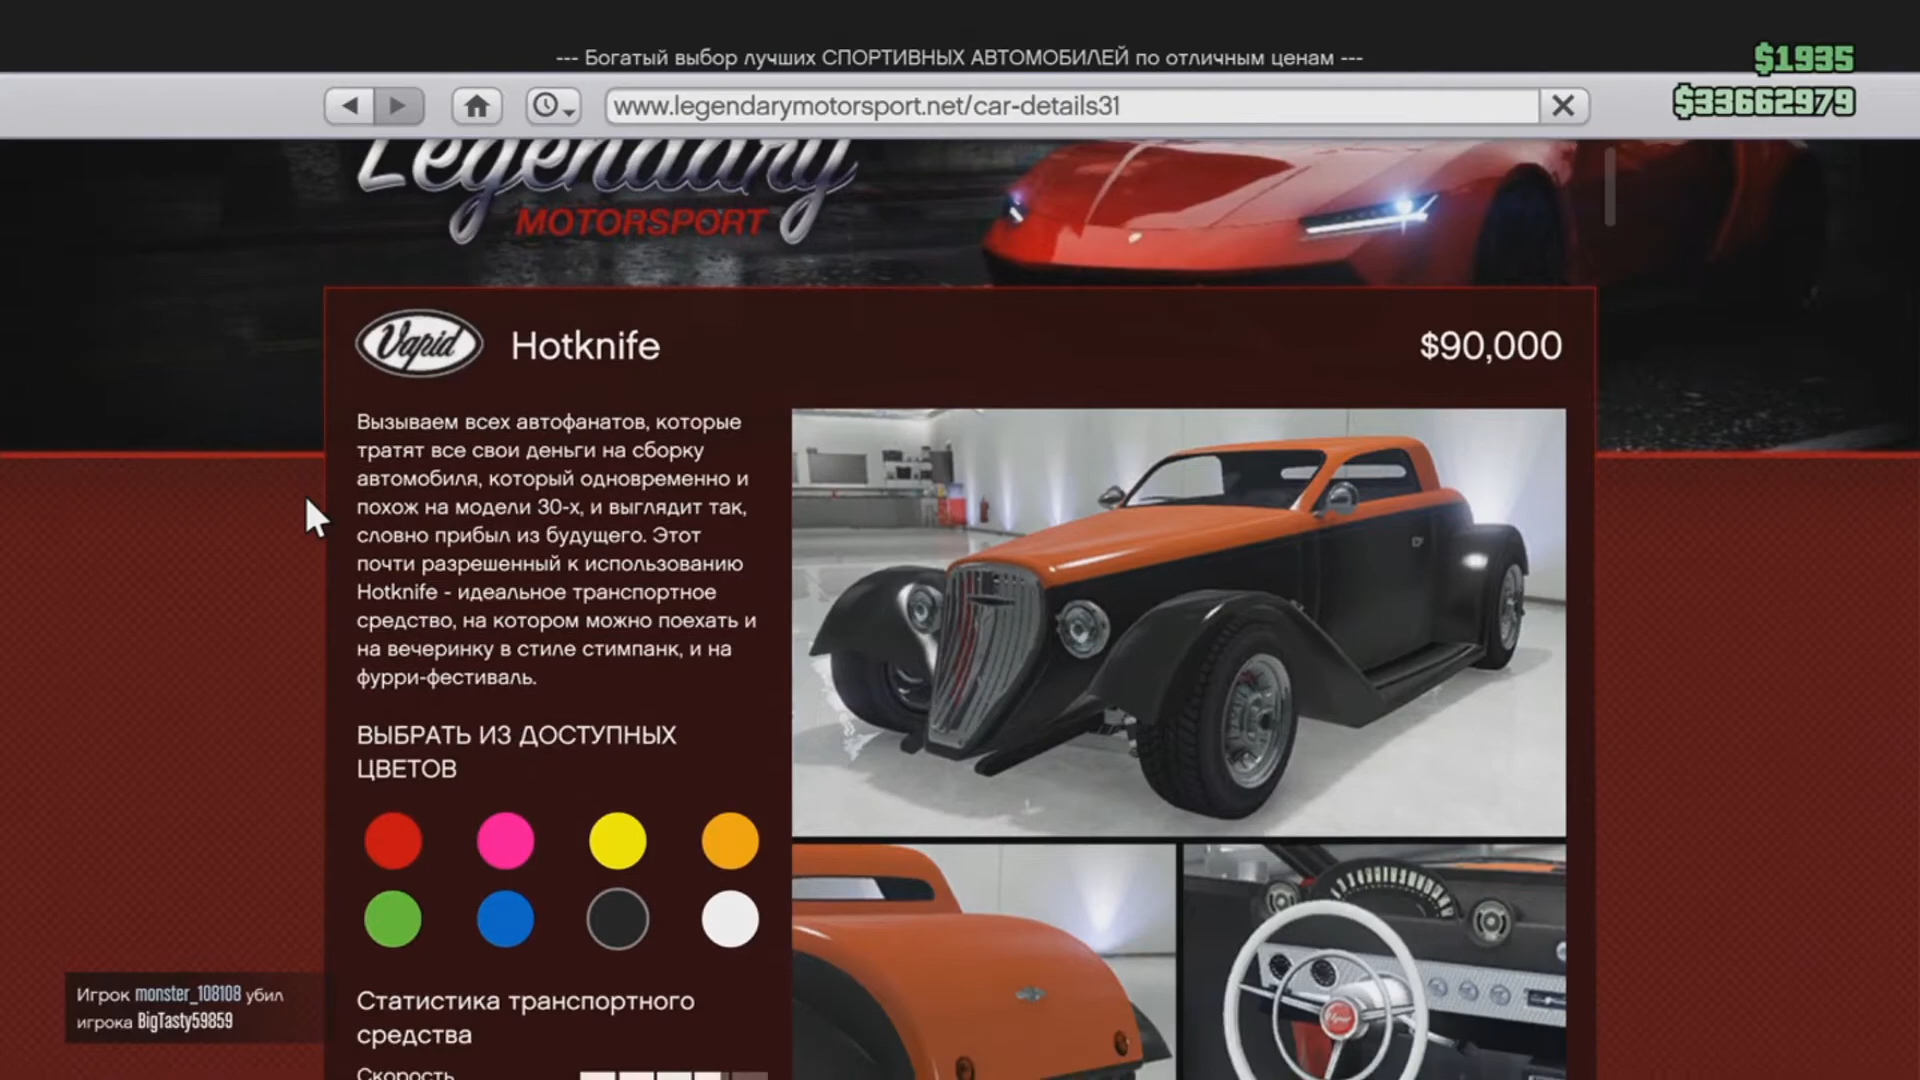 --- Богатый выбор лучших СПОРТИВНЫХ АВТОМОБИЛЕЙ по отличным ценам ---
$1935
www.legendarymotorsport.net/car-details31
$33662979
Legendary
MOTORSPORT
Vapid
Hotknife
$90,000
Вызываем всех автофанатов, которые
тратят все свои деньги на сборку
автомобиля, который одновременно и
похож на модели 30-х, и выглядит так,
словно прибыл из будущего. Этот
почти разрешенный к использованию
Hotknife - идеальное транспортное
средство, на котором можно поехать и
на вечеринку в стиле стимпанк, и на
фурри-фестиваль.
ВЫБРАТЬ ИЗ ДОСТУПНЫХ
ЦВЕТОВ
Игрок monster_108108 убил
игрока BigTasty59859
Статистика транспортного
средства
Скорость
Vapid